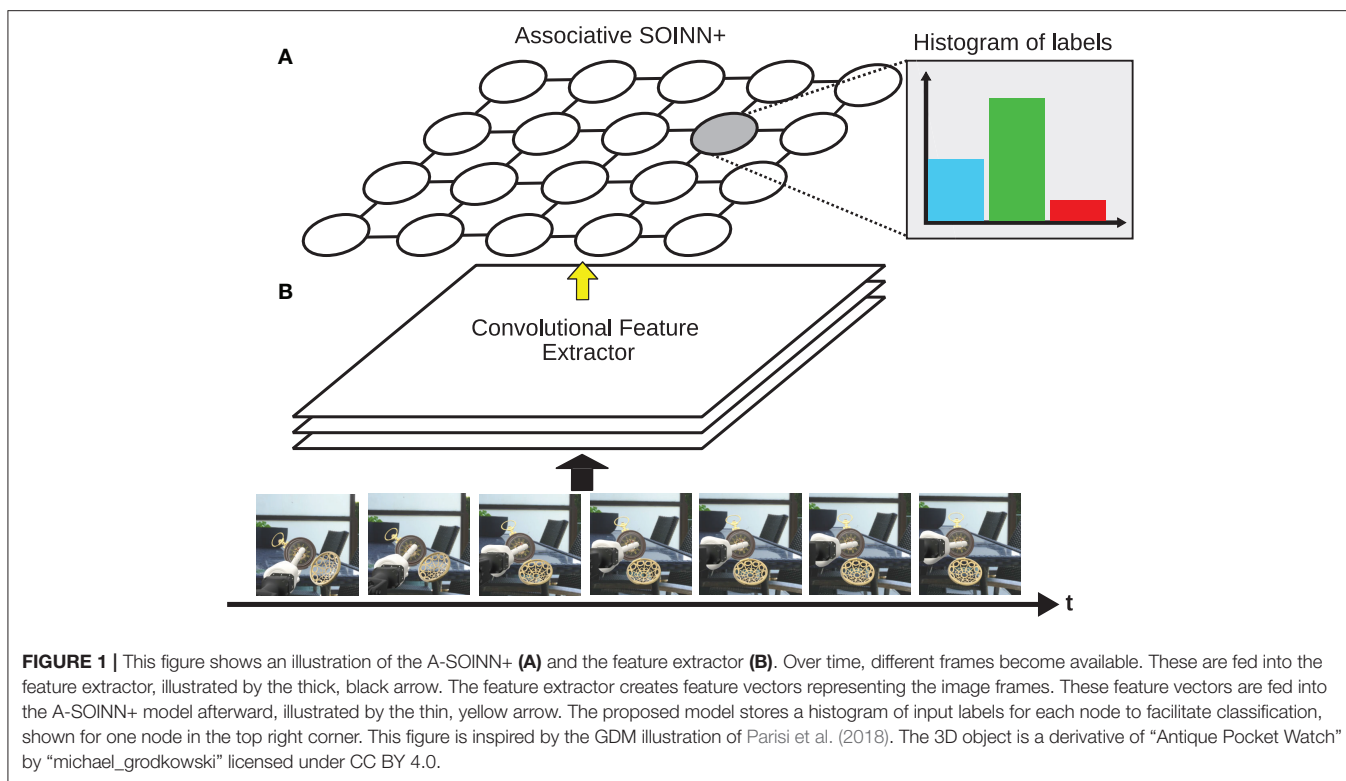 A
Associative SOINN+
Histogram of labels
B
Convolutional Feature
Extractor
t
FIGURE 1 | This figure shows an illustration of the A-SOINN+ (A) and the feature extractor (B). Over time, different frames become available. These are fed into the
feature extractor, illustrated by the thick, black arrow. The feature extractor creates feature vectors representing the image frames. These feature vectors are fed into
the A-SOINN+ model afterward, illustrated by the thin, yellow arrow. The proposed model stores a histogram of input labels for each node to facilitate classification,
shown for one node in the top right corner. This figure is inspired by the GDM illustration of Parisi et al. (2018). The 3D object is a derivative of “Antique Pocket Watch”
by “michael_grodkowski” licensed under CC BY 4.0.